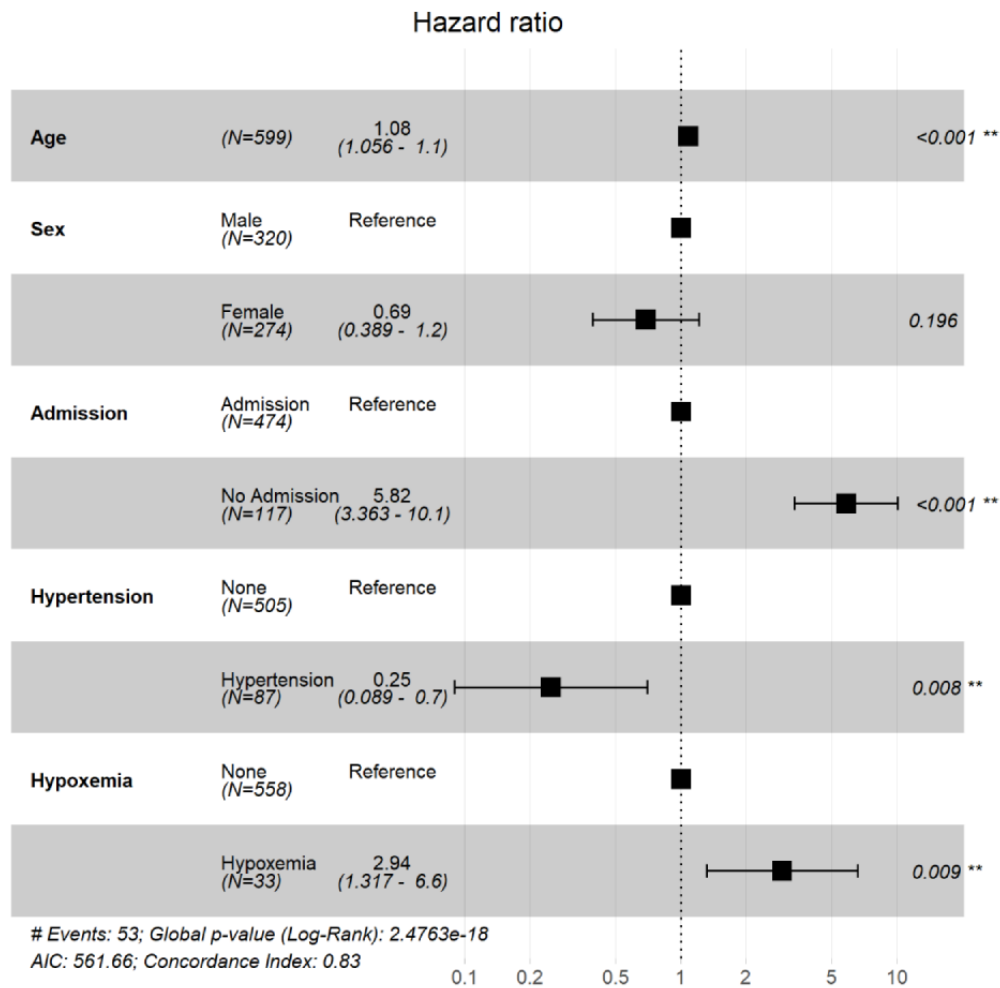 Hazard ratio
Age (N=599) 1.08 <0.001 **
(1.056 - 1.1)
Sex Male Reference
(N=320)
Female 0.69 0.196
(N=274) (0.389 - 1.2)
Admission Admission Reference
(N=474)
No Admission 5.82 <0.001 **
(N=117) (3.363 - 10.1)
Hypertension None Reference
(N=505)
Hypertension 0.25 0.008 **
(N=87) (0.089 - 0.7)
Hypoxemia None Reference
(N=558)
Hypoxemia 2.94 0.009 **
(N=33) (1.317 - 6.6)
# Events: 53; Global p-value (Log-Rank): 2.4763e-18
AIC: 561.66; Concordance Index: 0.83
0.1 0.2 0.5 1 2 5 10